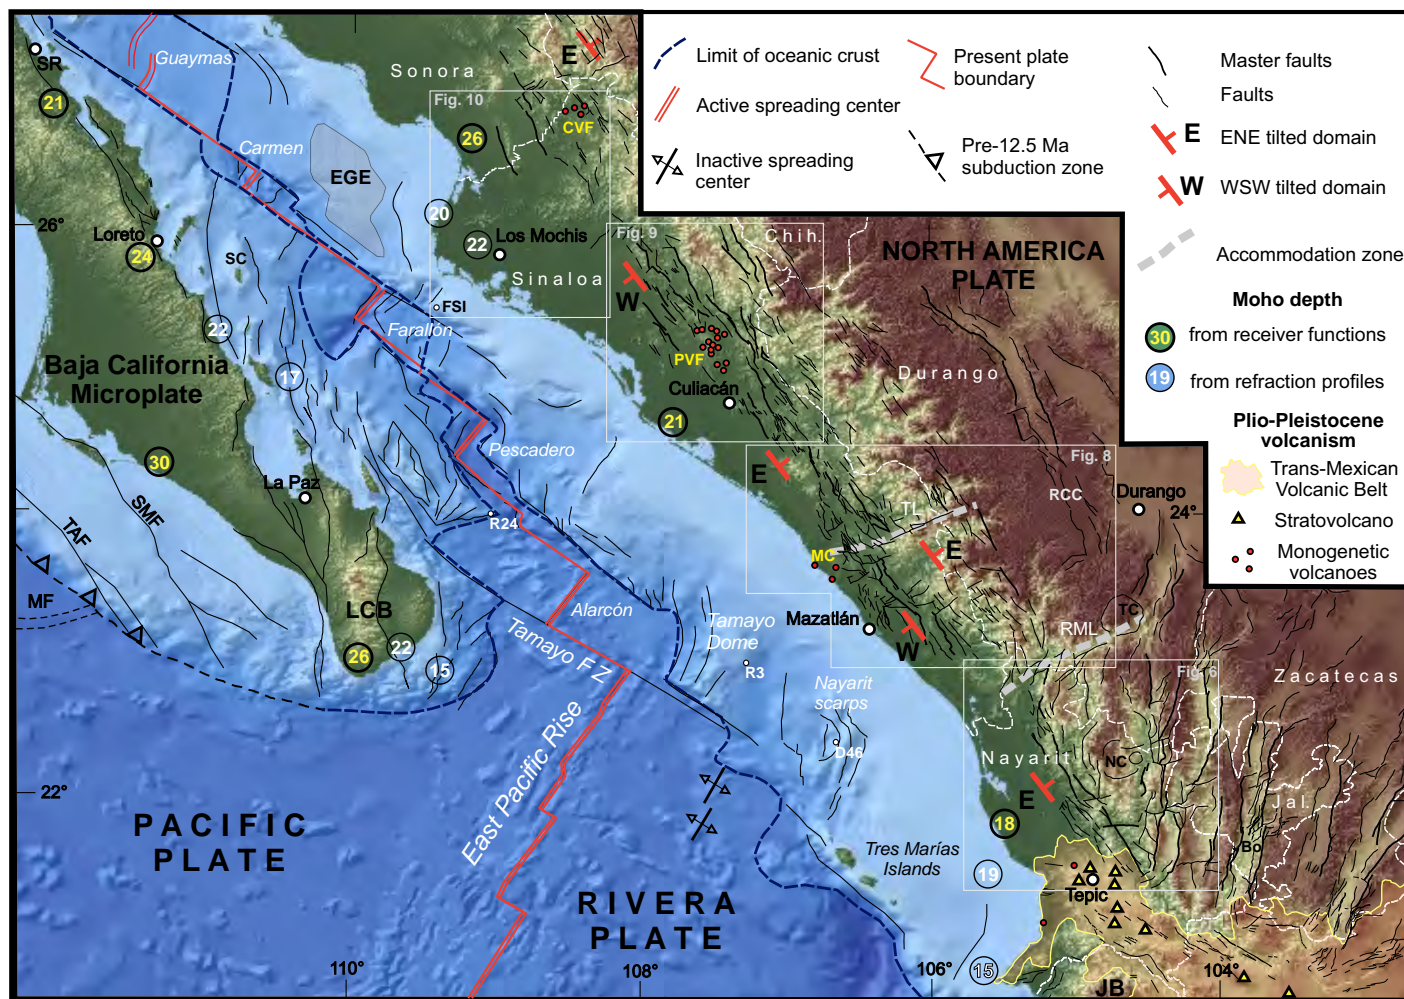 SR
21
Guaymas
Sonora
E
Fig. 10
26
CVF
Carmen
EGE
20
22
Los Mochis
Sinaloa
26°
Loreto
24
SC
22
17
FSI
Farallón
Baja California
Microplate
30
La Paz
SMF
TAF
MF
LCB
26
22
15
Pescadero
R24
Alarcón
Tamayo F Z
Tamayo
Dome
R3
Nayarit
scarps
D46
East Pacific Rise
22°
PACIFIC
PLATE
RIVERA
PLATE
Tres Marías
Islands
110°
108°
106°
104°
Fig. 9
Chih.
W
PVF
Culiacán
21
NORTH AMERICA
PLATE
Durango
Fig. 8
E
TL
RCC
Durango
24°
MC
E
Mazatlán
W
RML
TC
Fig. 6
Zacatecas
Nayarit
NC
E
18
Jal.
Bo
19
Tepic
15
JB
Limit of oceanic crust
Active spreading center
Inactive spreading
center
Present plate
boundary
Pre-12.5 Ma
subduction zone
Master faults
Faults
E
ENE tilted domain
W
WSW tilted domain
Accommodation zone
Moho depth
30
from receiver functions
19
from refraction profiles
Plio-Pleistocene
volcanism
Trans-Mexican
Volcanic Belt
Stratovolcano
Monogenetic
volcanoes